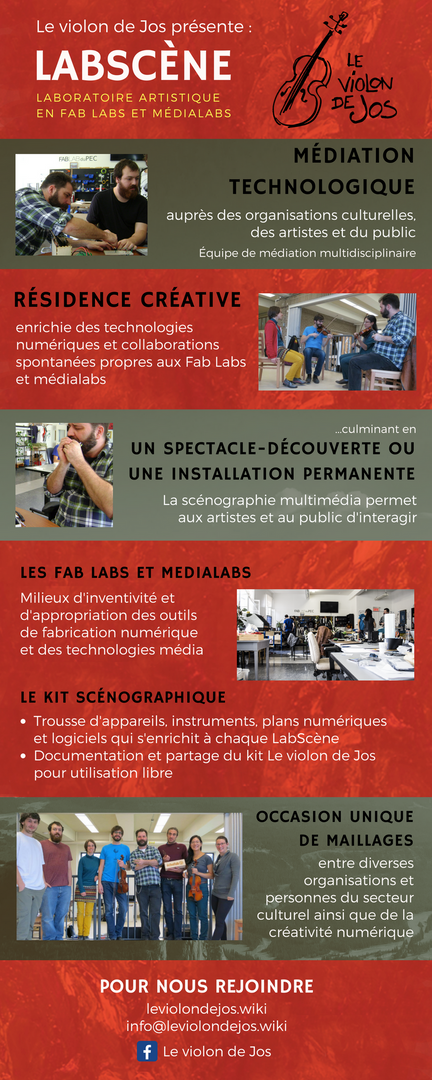 Le violon de Jos présente :
LABSCÈNE
LABORATOIRE ARTISTIQUE
EN FAB LABS ET MÉDIALABS
LE
VIOLON
DE JOS
MÉDIATION
TECHNOLOGIQUE
auprès des organisations culturelles,
des artistes et du public
Équipe de médiation multidisciplinaire
RÉSIDENCE CRÉATIVE
enrichie des technologies
numériques et collaborations
spontanées propres aux Fab Labs
et médialabs
...culminant en
UN SPECTACLE-DÉCOUVERTE OU
UNE INSTALLATION PERMANENTE
La scénographie multimédia permet
aux artistes et au public d'interagir
LES FAB LABS ET MEDIALABS
Milieux d'inventivité et
d'appropriation des outils
de fabrication numérique
et des technologies média
LE KIT SCÉNOGRAPHIQUE
• Trousse d'appareils, instruments, plans numériques
et logiciels qui s'enrichit à chaque LabScène
• Documentation et partage du kit Le violon de Jos
pour utilisation libre
OCCASION UNIQUE
DE MAILLAGES
entre diverses
organisations et
personnes du secteur
culturel ainsi que de la
créativité numérique
POUR NOUS REJOINDRE
leviolondejos.wiki
info@leviolondejos.wiki
f Le violon de Jos